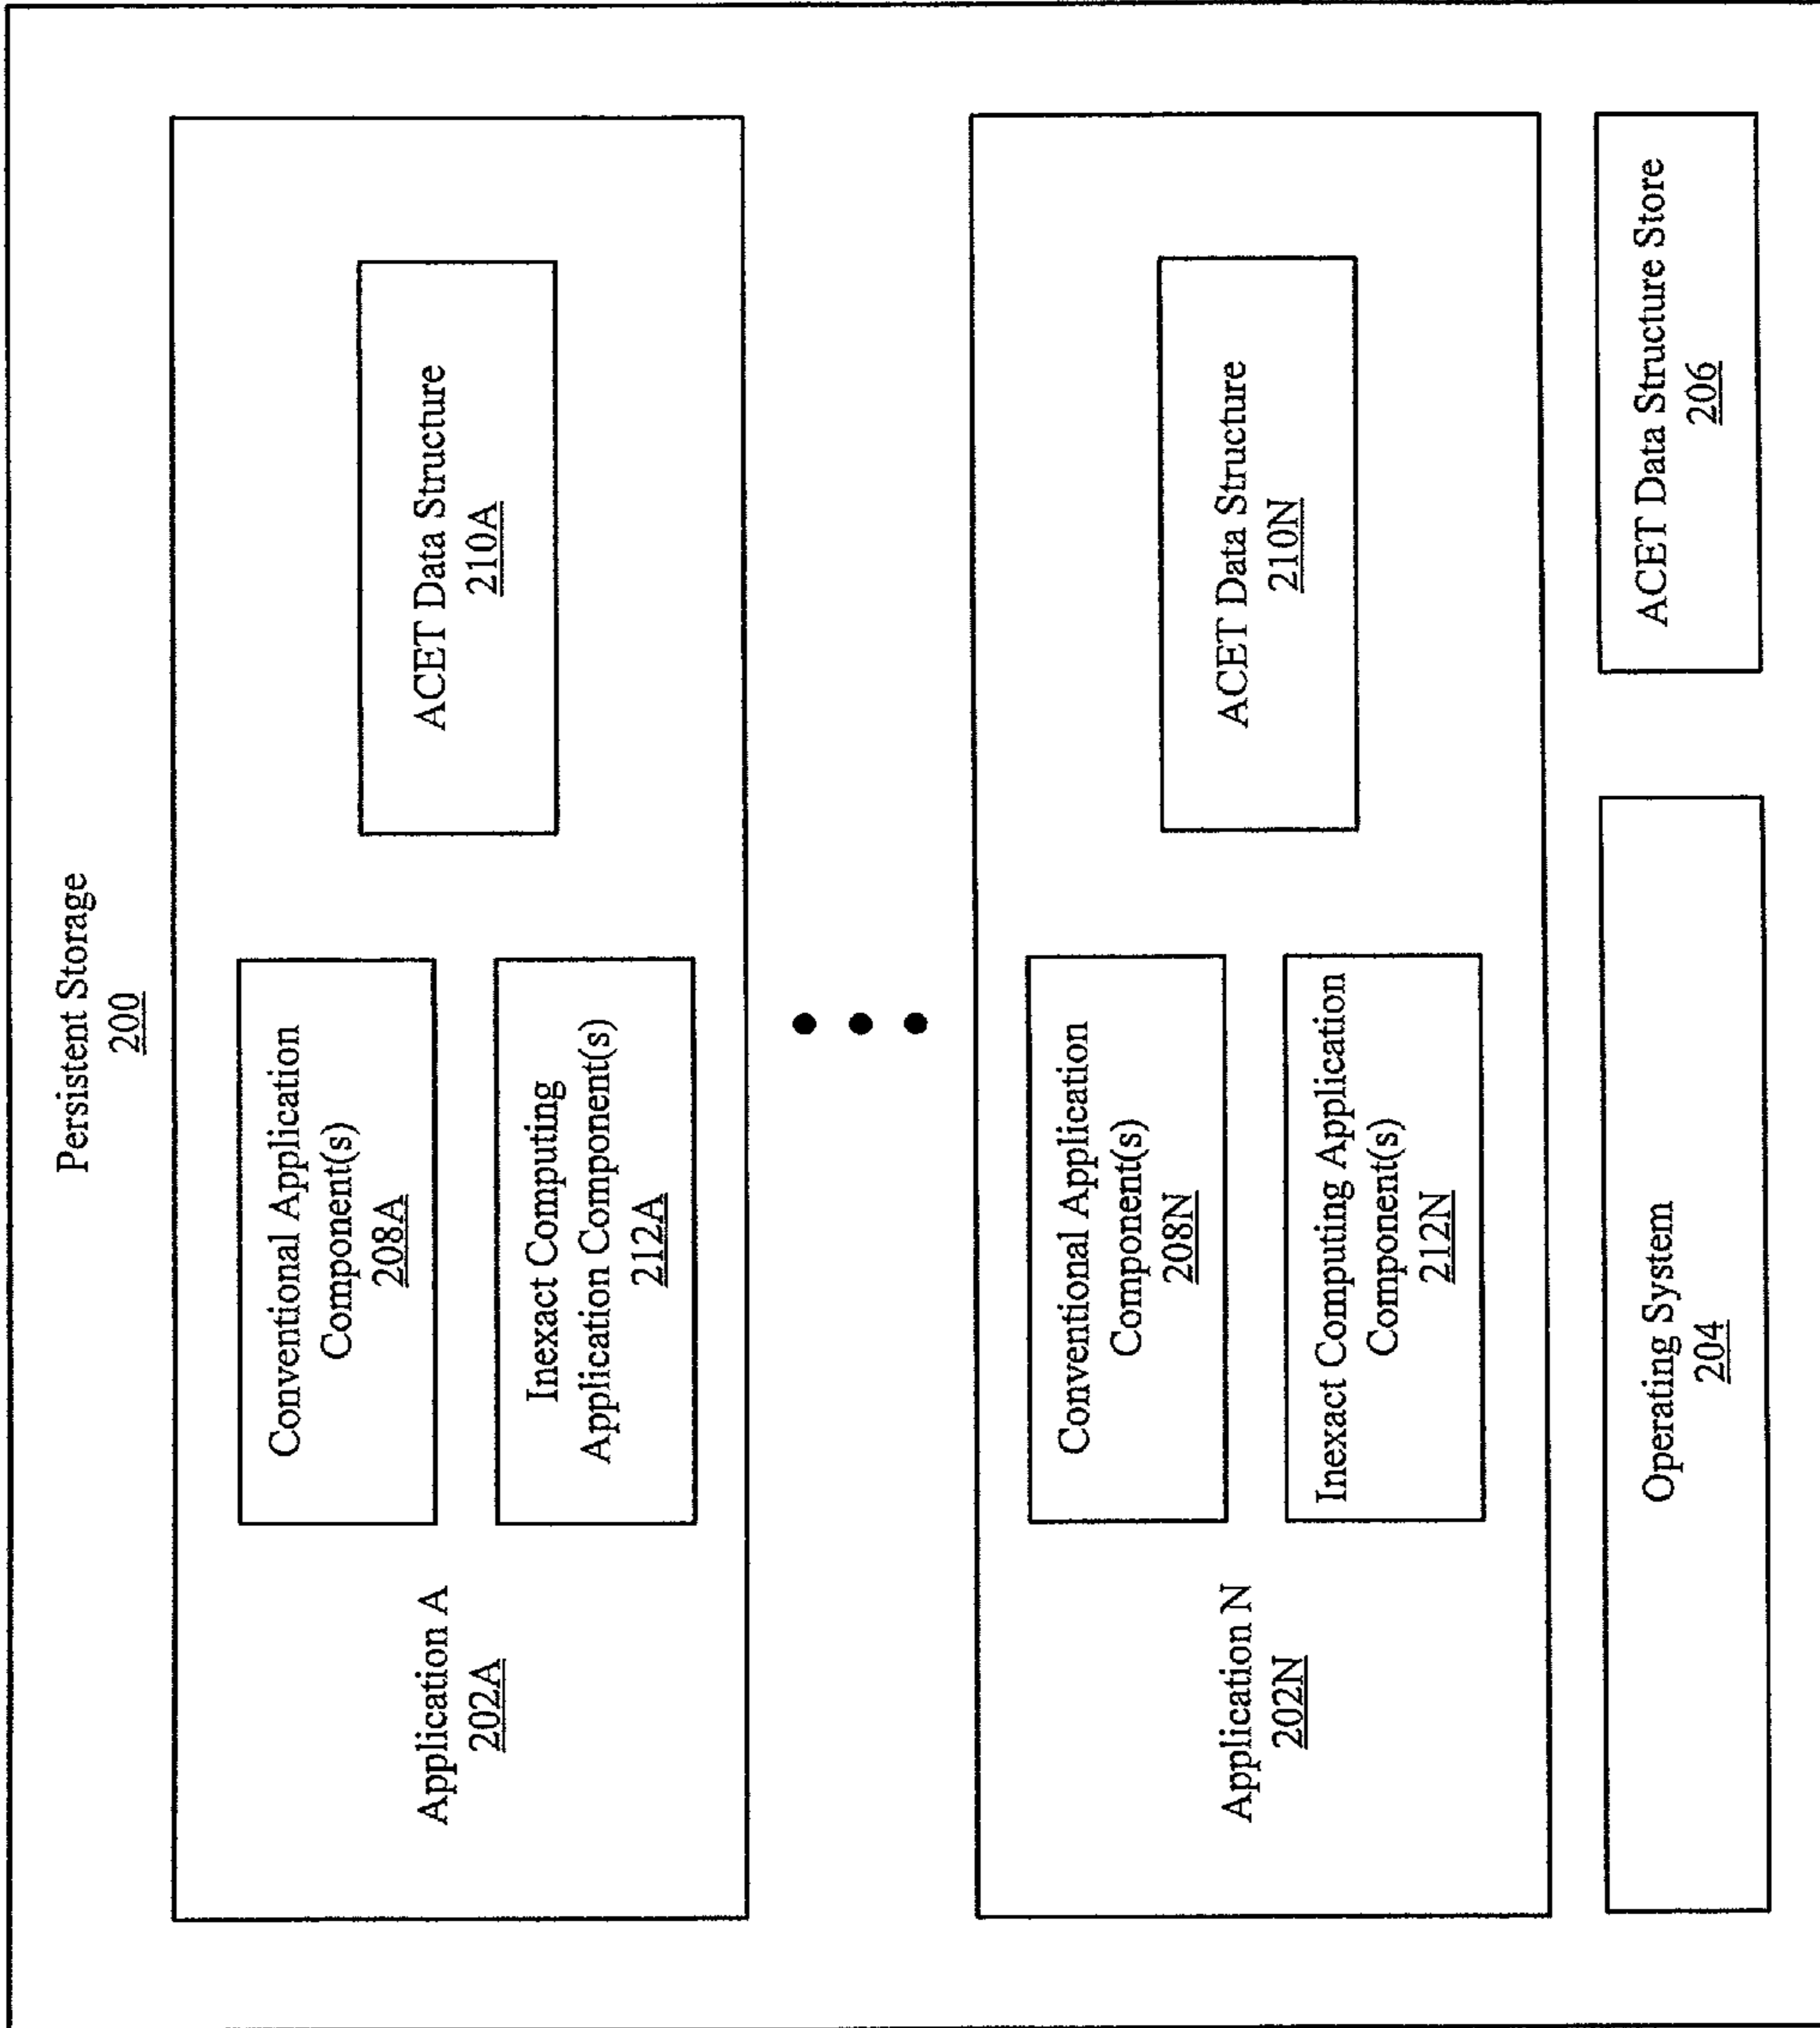 Persistent Storage
200
Application A
202A
Conventional Application
Component(s)
208A
Inexact Computing
Application Component(s)
212A
ACET Data Structure
210A
Application N
202N
Conventional Application
Component(s)
208N
Inexact Computing Application
Component(s)
212N
ACET Data Structure
210N
Operating System
204
ACET Data Structure Store
206